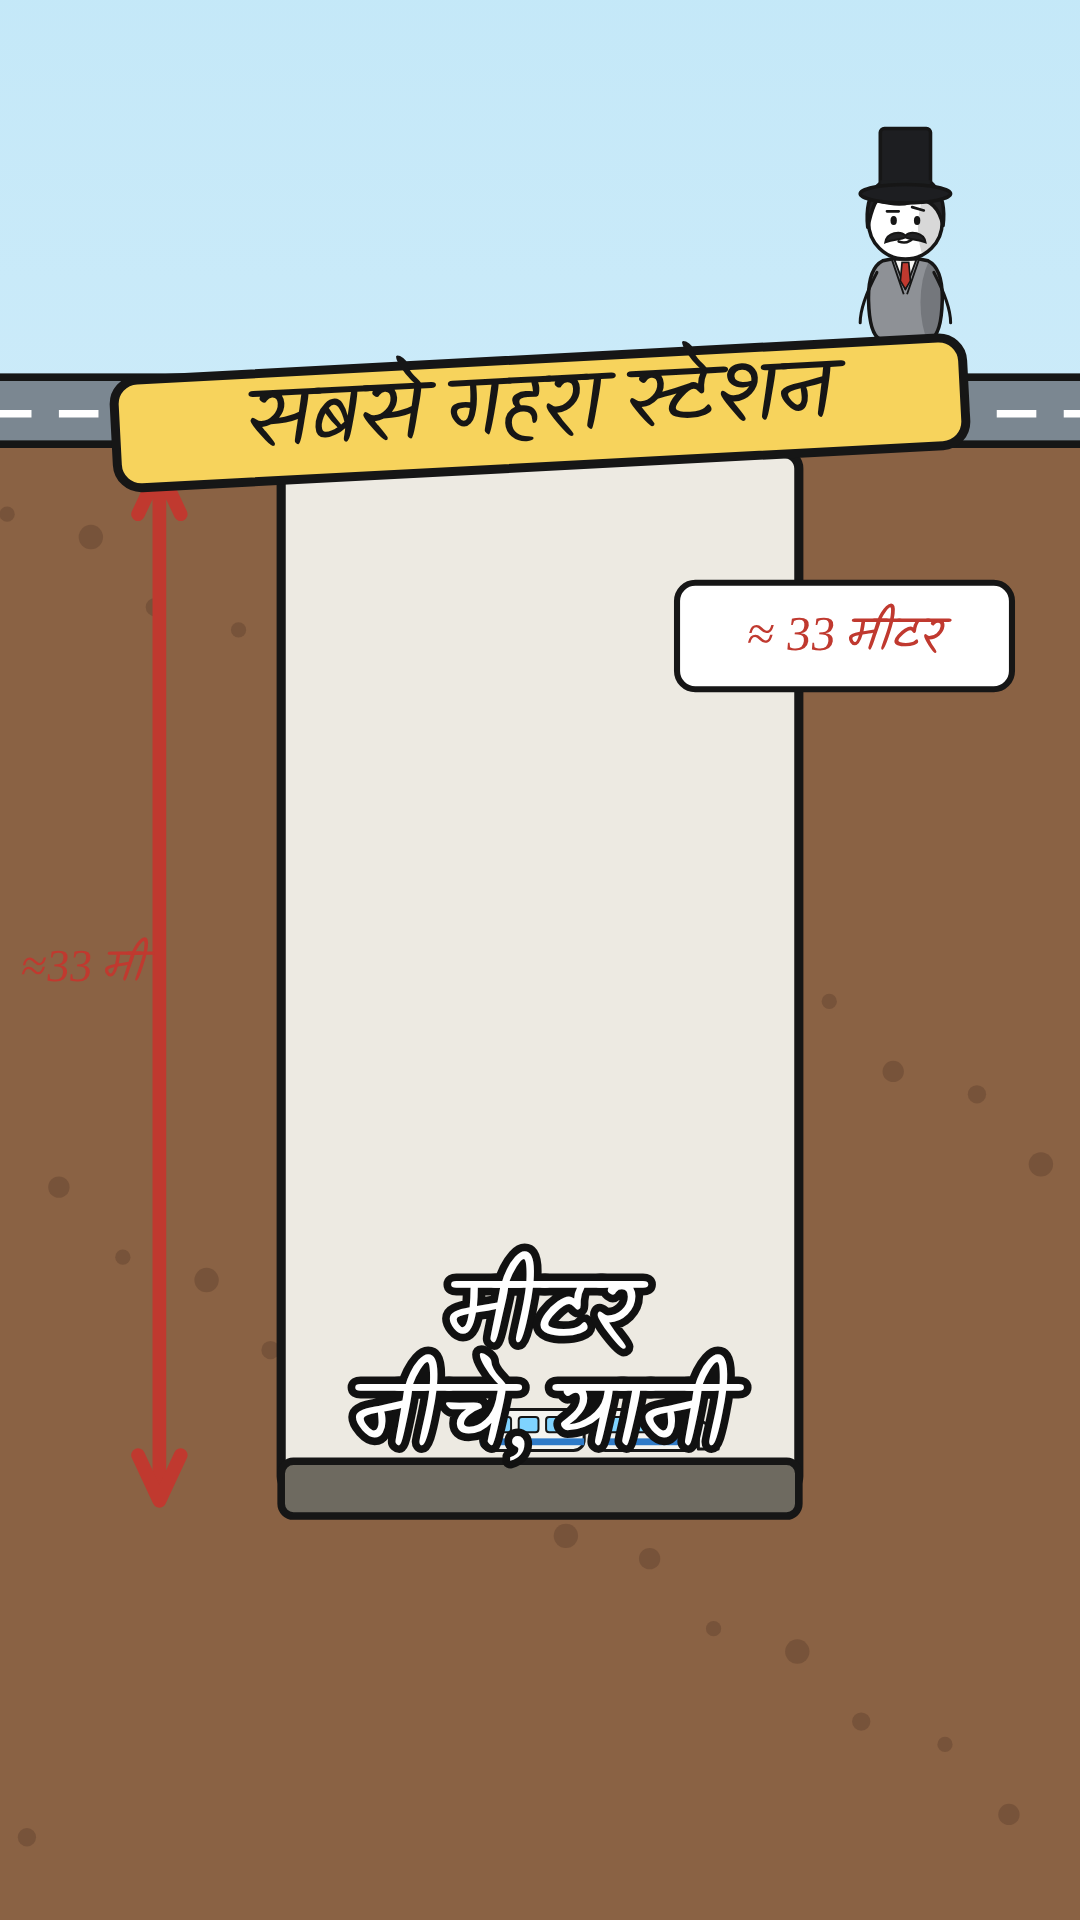 सबसे गहरा स्टेशन
≈ 33 मीटर
≈33 मी
मीटर
नीचे, यानी